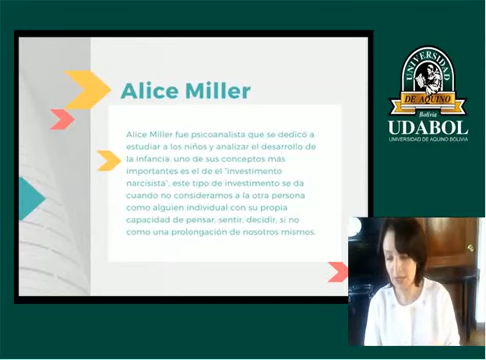 Alice Miller
Alice Miller fue psicoanalista que se dedicó a
estudiar a los niños y analizar el desarrollo de
la infancia, uno de sus conceptos más
importantes es el de el "investimento
narcisista", este tipo de investimento se da
cuando no consideramos a la otra persona
como alguien individual con su propia
capacidad de pensar, sentir, decidir, si no
como una prolongación de nosotros mismos.
UNIVERSIDAD
DE AQUINO
Bolivia
UDABOL
UNIVERSIDAD DE AQUINO BOLIVIA